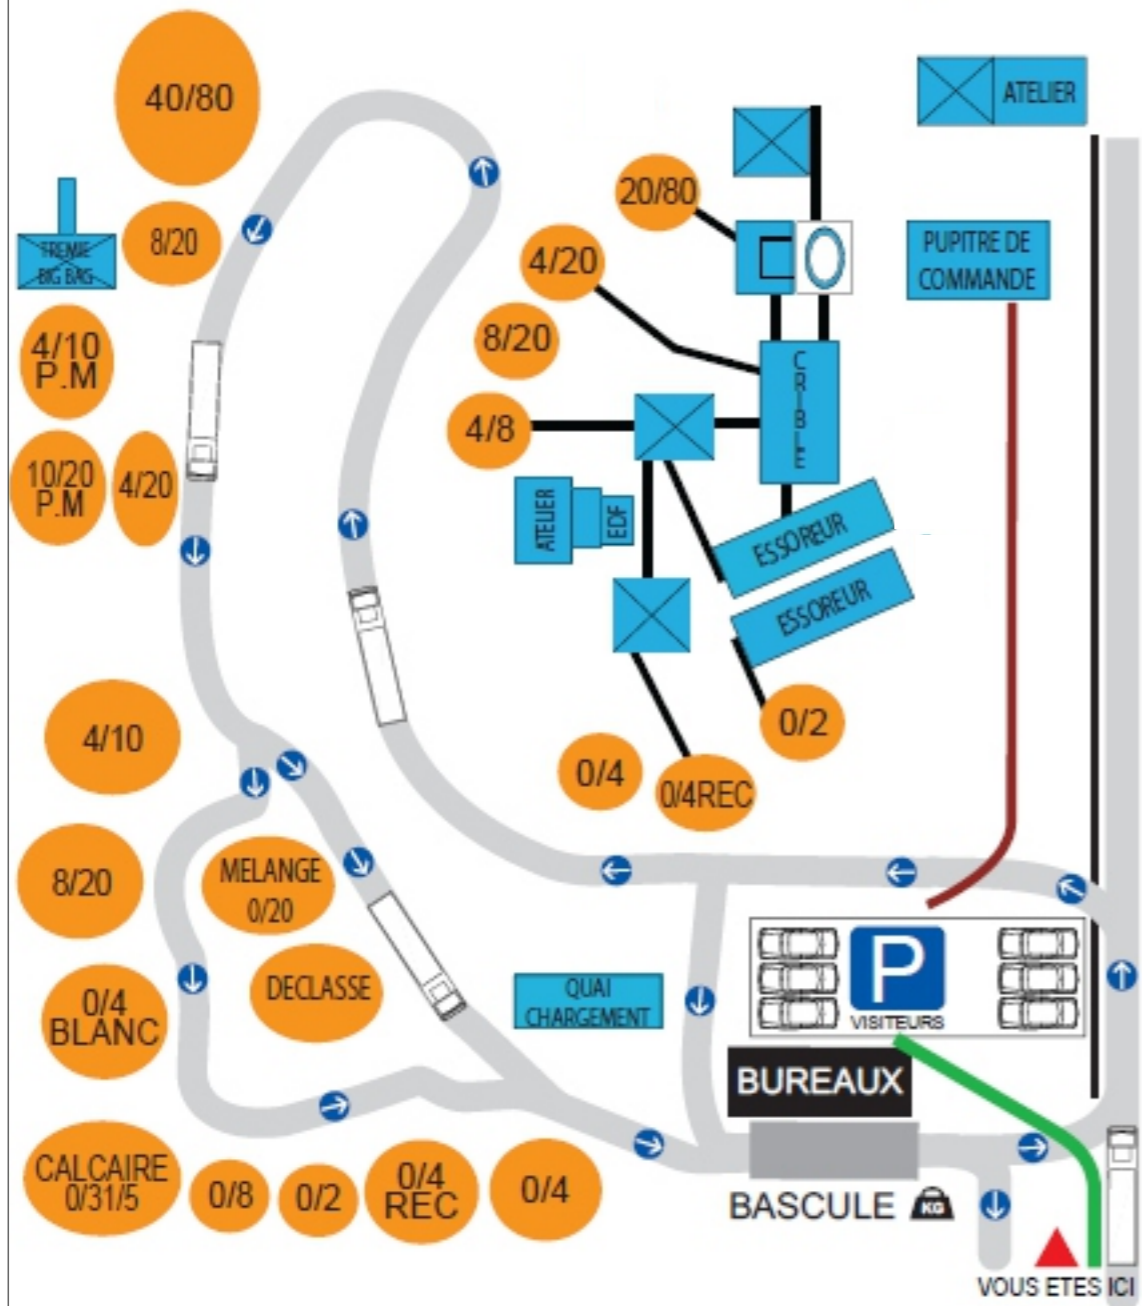 40/80
ATELIER
20/80
8/20
TREMIE
BIG BAG
4/20
PUPITRE DE
COMMANDE
4/10
P.M
8/20
CRIBLE
4/8
10/20
P.M
4/20
ATELIER
EDF
ESSOREUR
ESSOREUR
4/10
0/2
0/4
0/4REC
8/20
MELANGE
0/20
DECLASSE
0/4
BLANC
QUAI
CHARGEMENT
P
VISITEURS
BUREAUX
CALCAIRE
0/31/5
0/8
0/2
0/4
REC
0/4
BASCULE
KG
VOUS ETES ICI